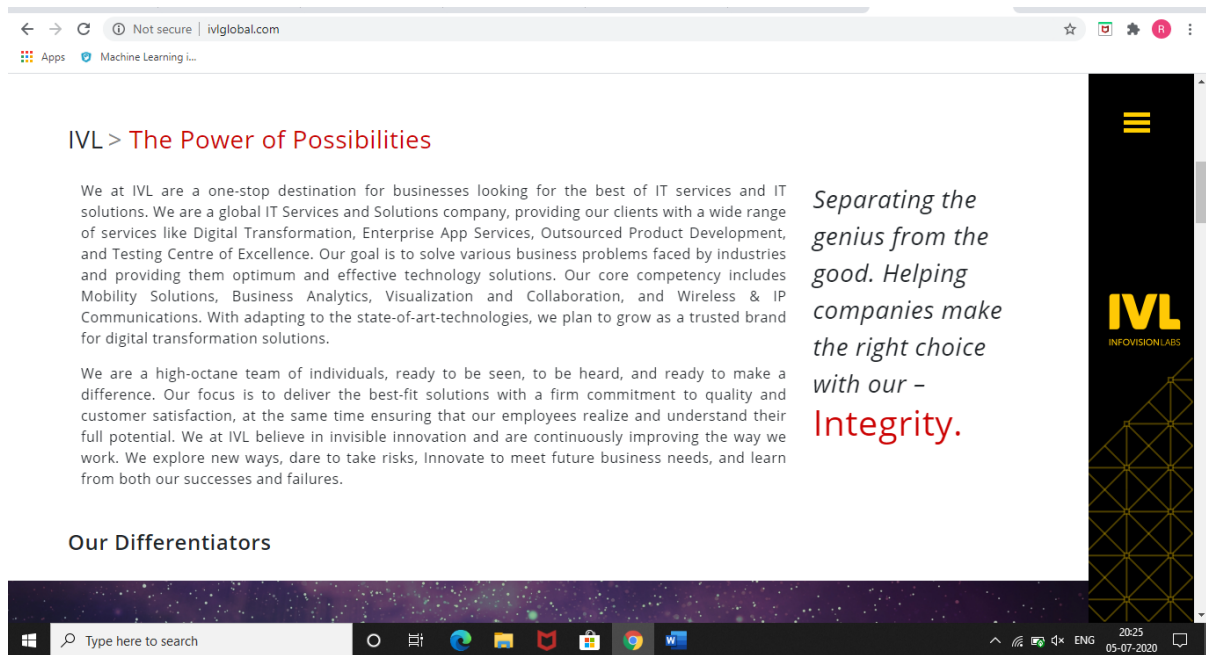 Not secure | ivlglobal.com
R
Apps Machine Learning i...
IVL > The Power of Possibilities
We at IVL are a one-stop destination for businesses looking for the best of IT services and IT
solutions. We are a global IT Services and Solutions company, providing our clients with a wide range
of services like Digital Transformation, Enterprise App Services, Outsourced Product Development,
and Testing Centre of Excellence. Our goal is to solve various business problems faced by industries
and providing them optimum and effective technology solutions. Our core competency includes
Mobility Solutions, Business Analytics, Visualization and Collaboration, and Wireless & IP
Communications. With adapting to the state-of-art-technologies, we plan to grow as a trusted brand
for digital transformation solutions.
We are a high-octane team of individuals, ready to be seen, to be heard, and ready to make a
difference. Our focus is to deliver the best-fit solutions with a firm commitment to quality and
customer satisfaction, at the same time ensuring that our employees realize and understand their
full potential. We at IVL believe in invisible innovation and are continuously improving the way we
work. We explore new ways, dare to take risks, Innovate to meet future business needs, and learn
from both our successes and failures.
Separating the
genius from the
good. Helping
companies make
the right choice
with our –
Integrity.
IVL
INFOVISIONLABS
Our Differentiators
Type here to search
ENG
20:25
05-07-2020